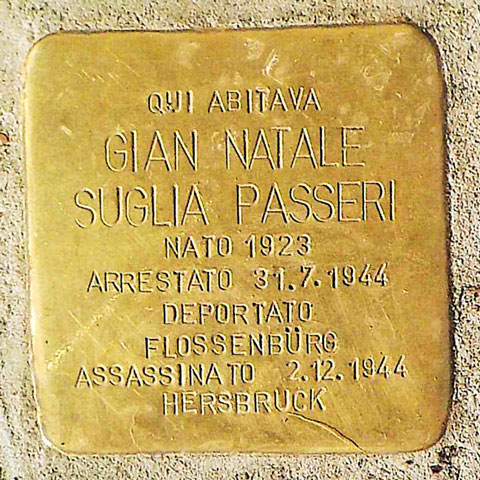 QUI ABITAVA
GIAN NATALE
SUGLIA PASSERI
NATO 1923
ARRESTATO 31.7.1944
DEPORTATO
FLOSSENBÜRG
ASSASSINATO 2.12.1944
HERSBRUCK